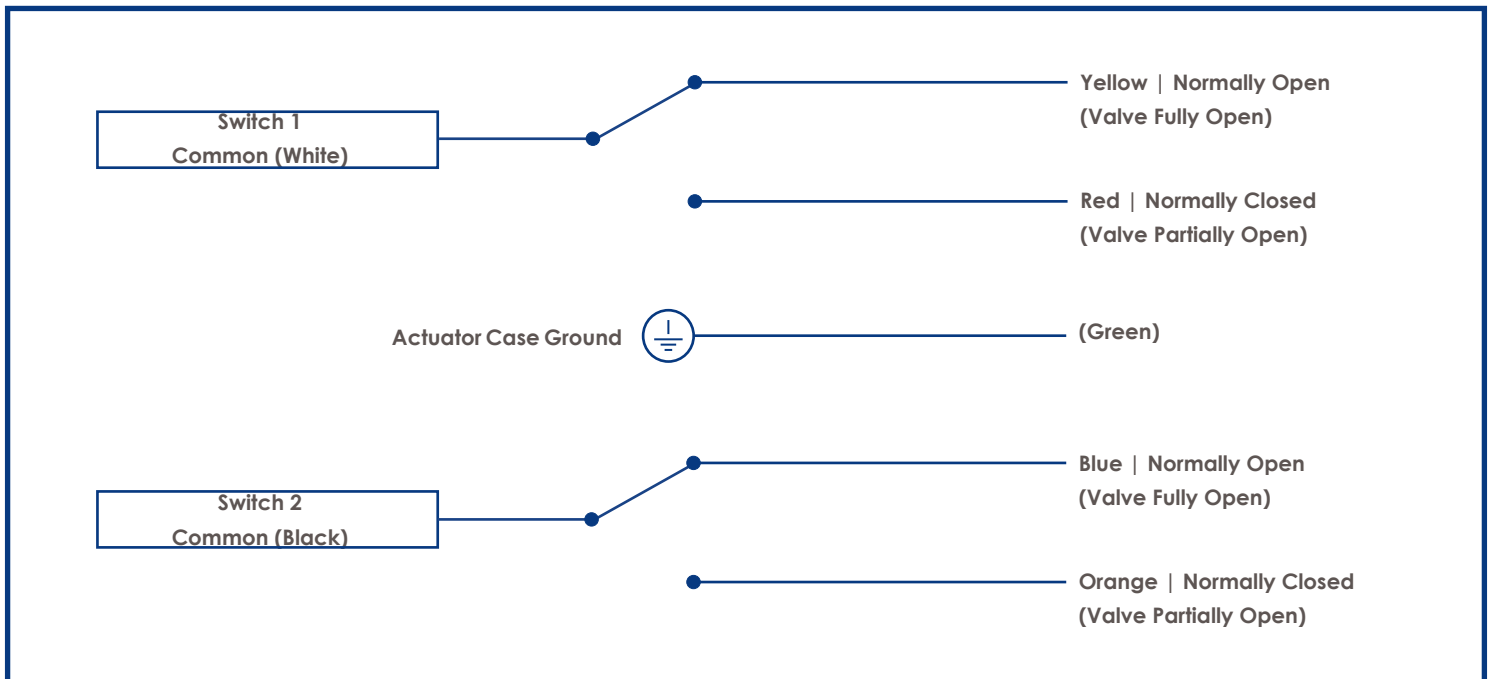 Yellow | Normally Open
(Valve Fully Open)
Switch 1
Common (White)
Red | Normally Closed
(Valve Partially Open)
Actuator Case Ground
(Green)
Blue | Normally Open
(Valve Fully Open)
Switch 2
Common (Black)
Orange | Normally Closed
(Valve Partially Open)